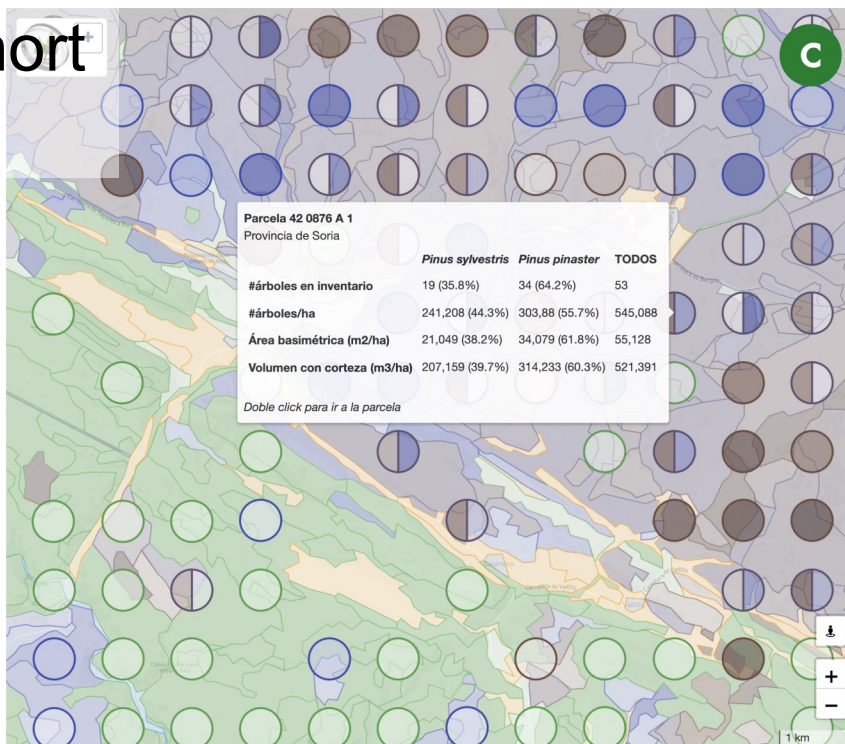 hort
+
C
Parcela 42 0876 A 1
Provincia de Soria
Pinus sylvestris Pinus pinaster TODOS
#árboles en inventario 19 (35.8%) 34 (64.2%) 53
#árboles/ha 241,208 (44.3%) 303,88 (55.7%) 545,088
Área basimétrica (m2/ha) 21,049 (38.2%) 34,079 (61.8%) 55,128
Volumen con corteza (m3/ha) 207,159 (39.7%) 314,233 (60.3%) 521,391
Doble click para ir a la parcela
+
−
1 km